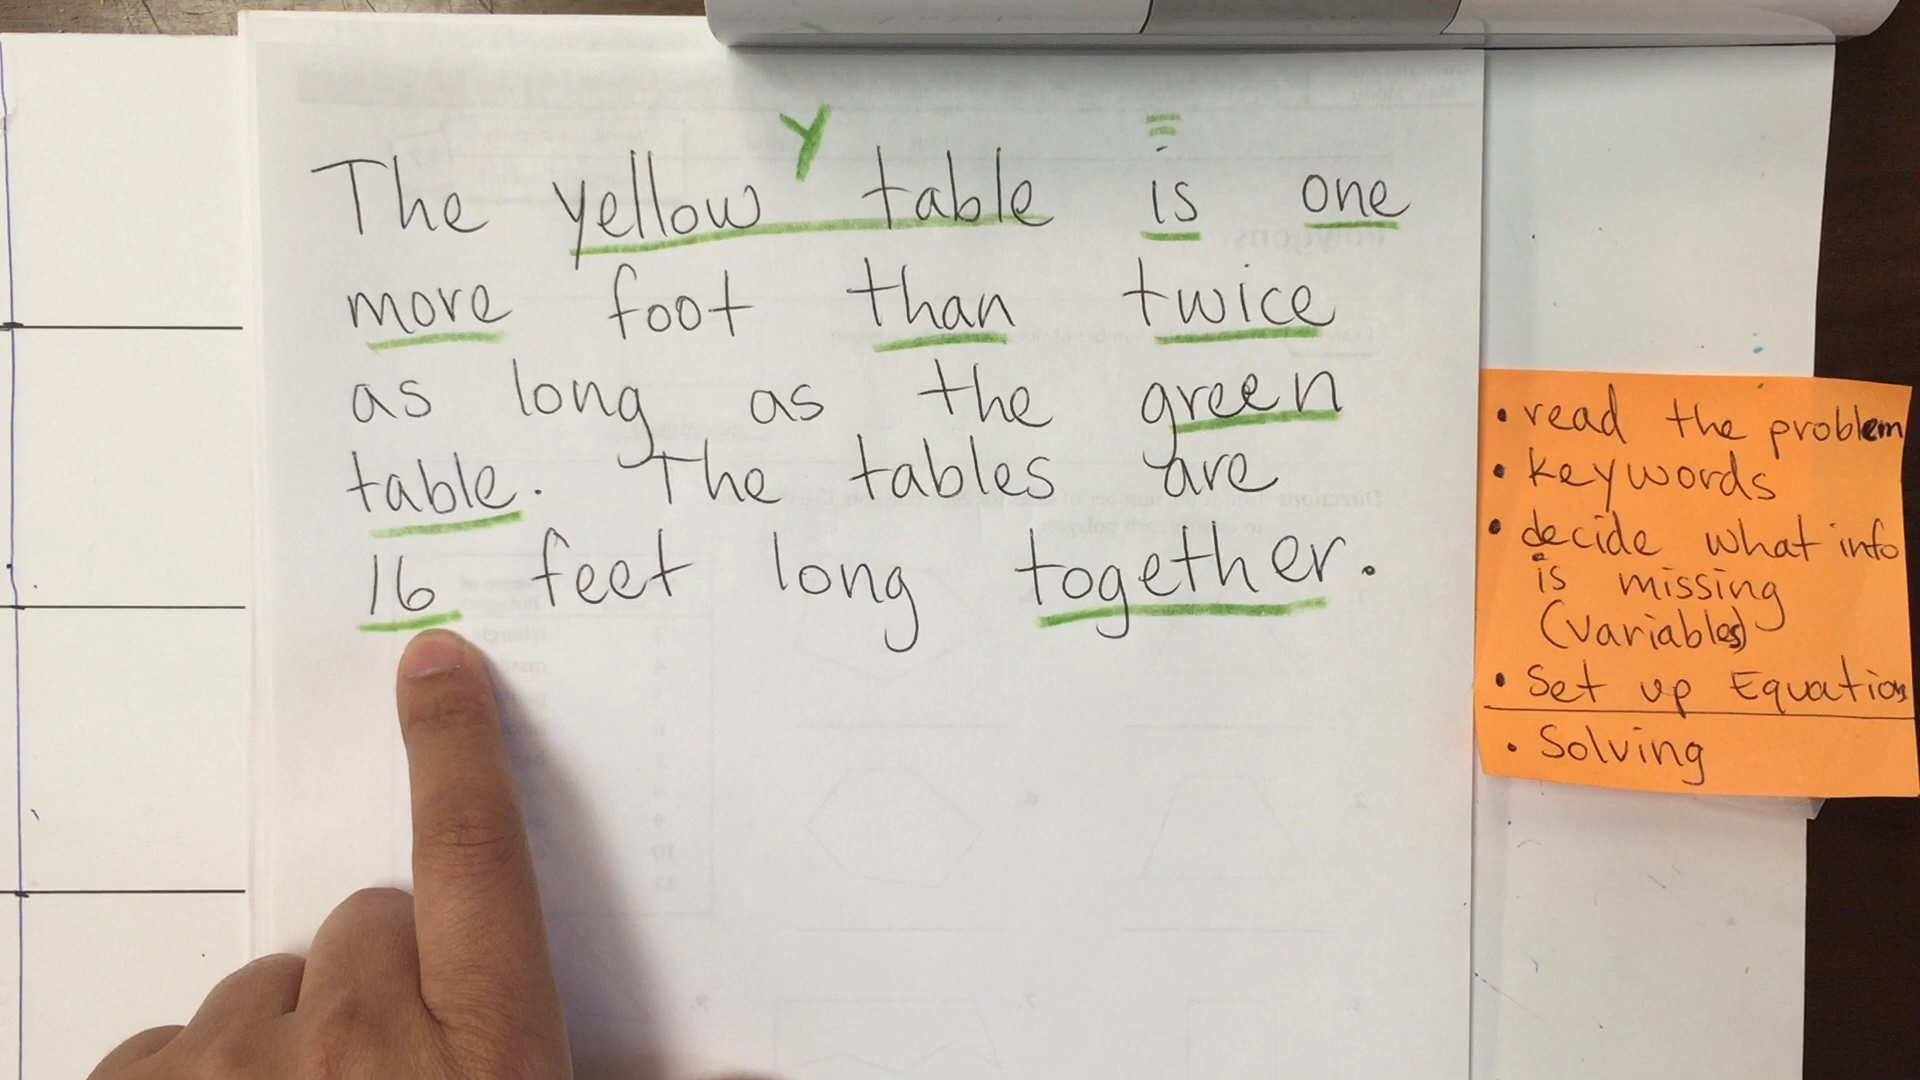 Y =
The yellow table is one
more foot than twice
as long as the green
table. The tables are
16 feet long together.
• read the problem
• keywords
• decide what info
is missing
(variables)
• Set up Equation
• Solving